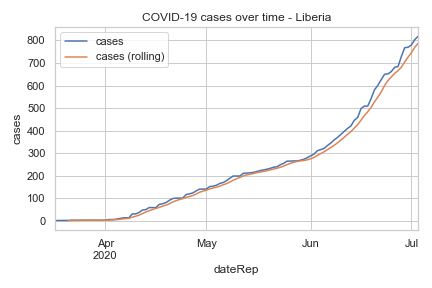 COVID-19 cases over time - Liberia
cases
cases (rolling)
800
700
600
500
400
300
200
100
0
cases
Apr
2020
May
Jun
Jul
dateRep